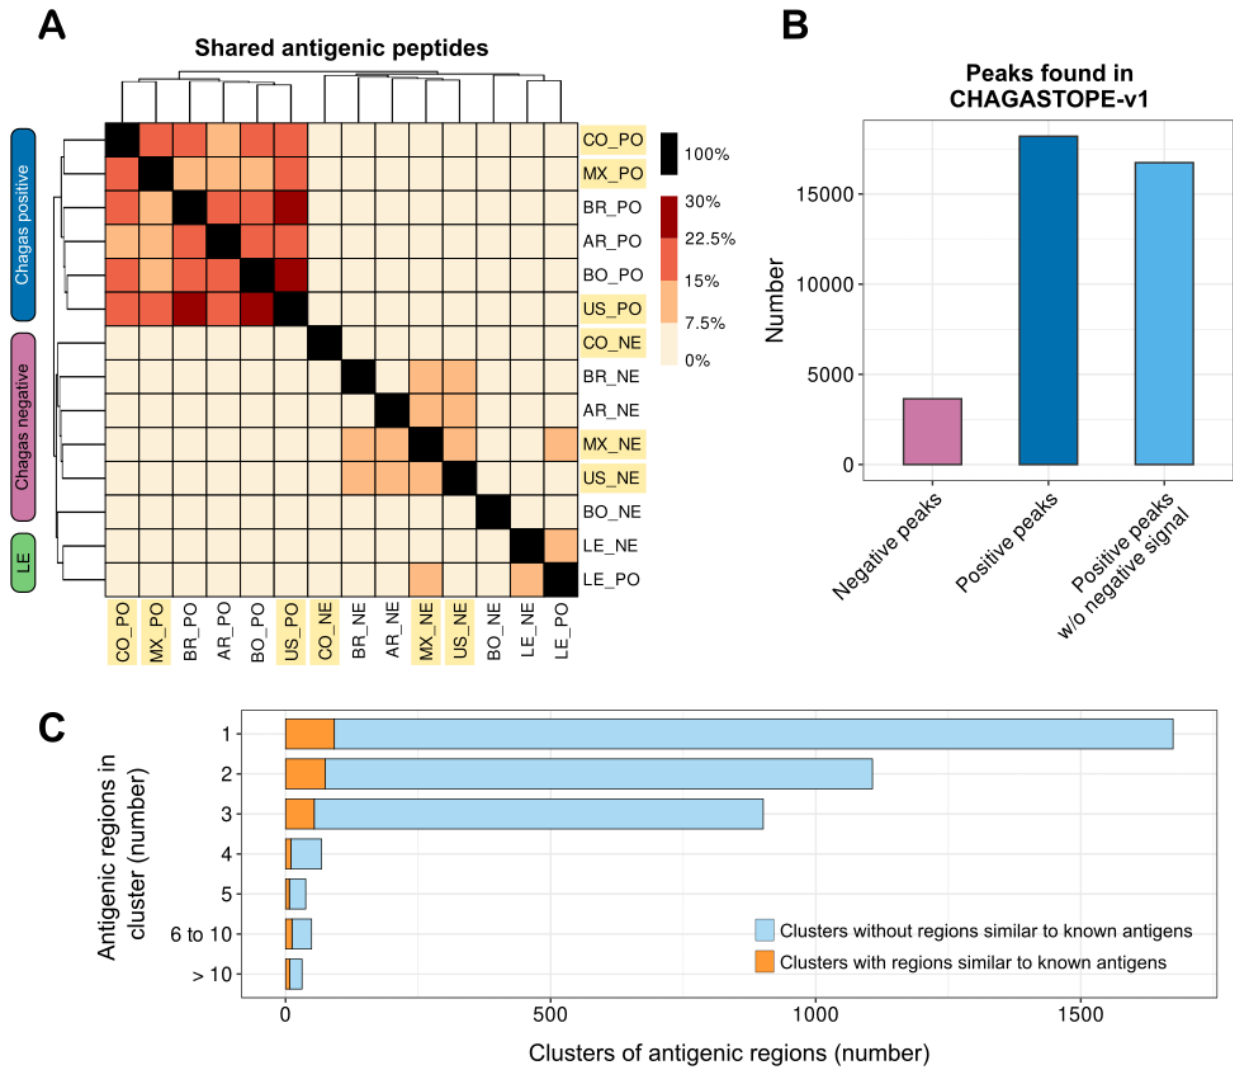 A
Shared antigenic peptides
Chagas positive
Chagas negative
LE
CO_PO
MX_PO
BR_PO
AR_PO
BO_PO
US_PO
CO_NE
BR_NE
AR_NE
MX_NE
US_NE
BO_NE
LE_NE
LE_PO
100%
30%
22.5%
15%
7.5%
0%
CO_PO
MX_PO
BR_PO
AR_PO
BO_PO
US_PO
CO_NE
BR_NE
AR_NE
MX_NE
US_NE
BO_NE
LE_NE
LE_PO
B
Peaks found in
CHAGASTOPE-v1
Number
15000
10000
5000
0
Negative peaks
Positive peaks
Positive peaks
w/o negative signal
C
Antigenic regions in
cluster (number)
1
2
3
4
5
6 to 10
> 10
Clusters without regions similar to known antigens
Clusters with regions similar to known antigens
0
500
1000
1500
Clusters of antigenic regions (number)